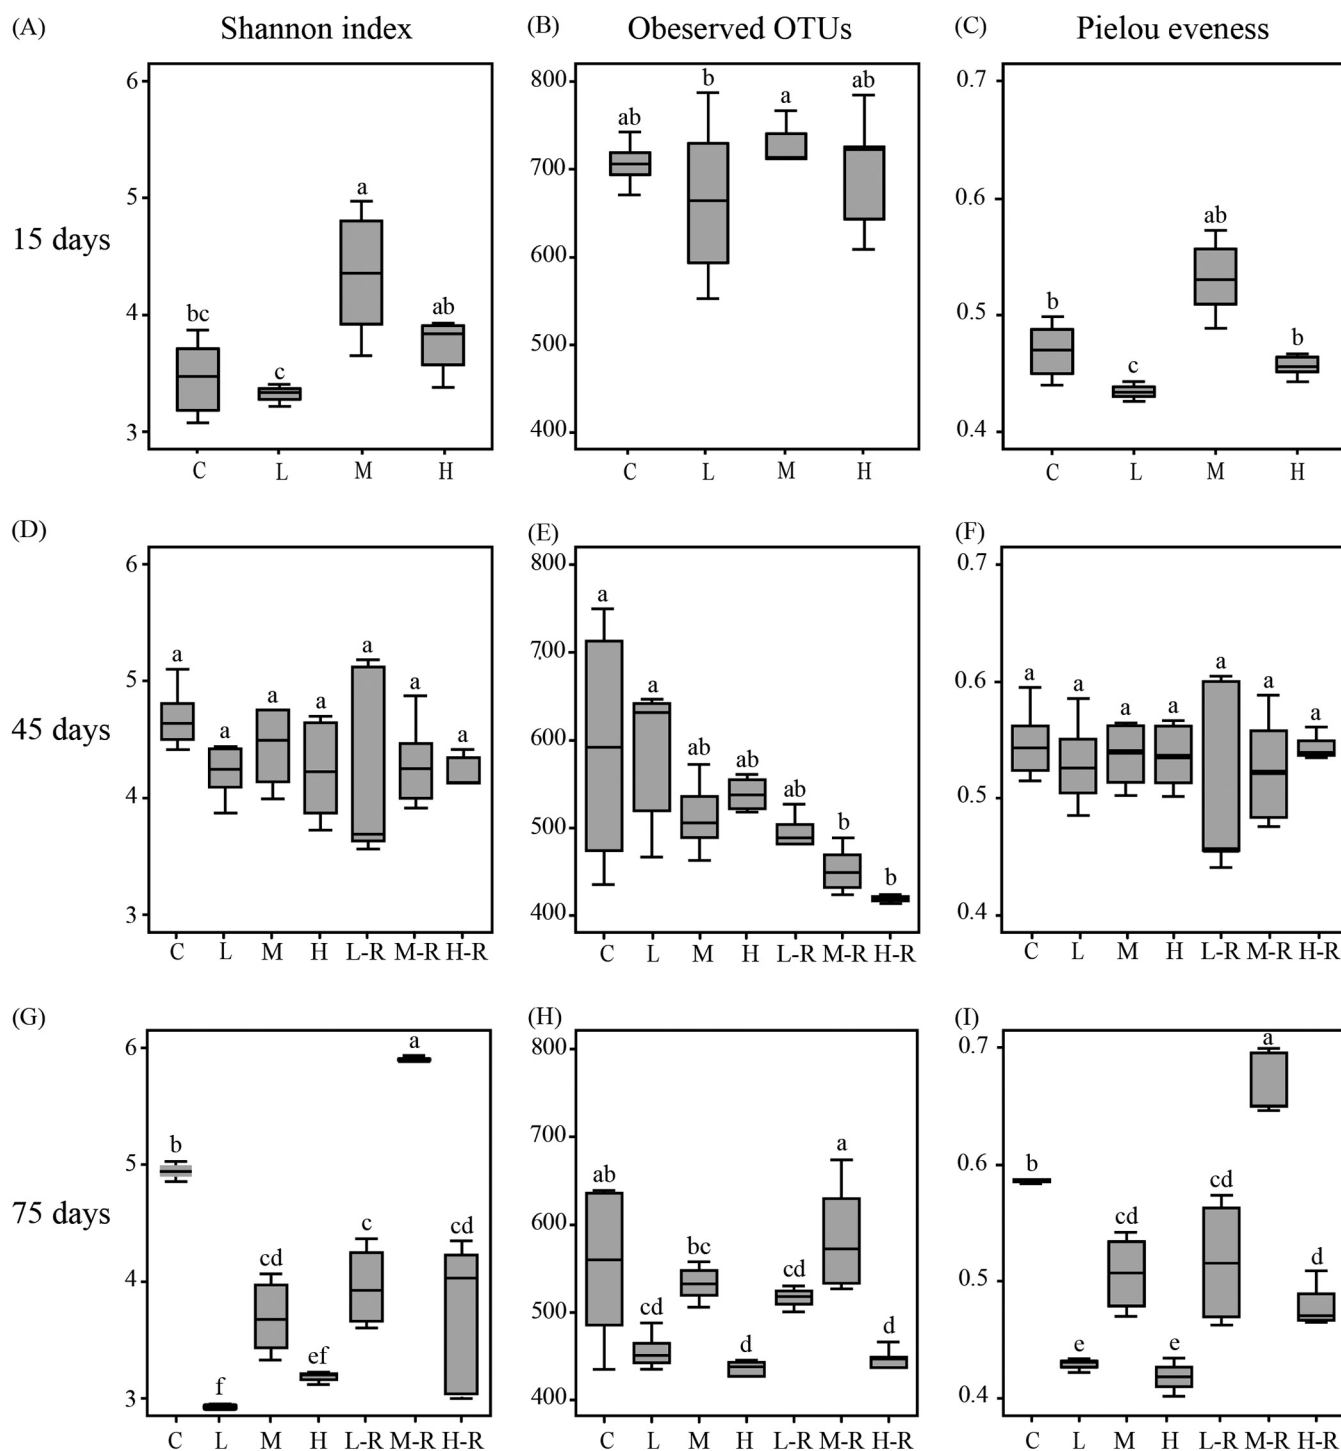 (A) Shannon index (B) Obeserved OTUs (C) Pielou eveness
15 days
6
5
4
3
bc c a ab
C L M H
800
700
600
500
400
ab b a ab
C L M H
0.7
0.6
0.5
0.4
b c ab b
C L M H
(D) (E) (F)
45 days
6
5
4
3
a a a a a a a
C L M H L-R M-R H-R
800
700
600
500
400
a a ab ab ab b b
C L M H L-R M-R H-R
0.7
0.6
0.5
0.4
a a a a a a a
C L M H L-R M-R H-R
(G) (H) (I)
75 days
6
5
4
3
b f cd ef c a cd
C L M H L-R M-R H-R
800
700
600
500
400
ab cd bc d cd a d
C L M H L-R M-R H-R
0.7
0.6
0.5
0.4
b e cd e cd a d
C L M H L-R M-R H-R